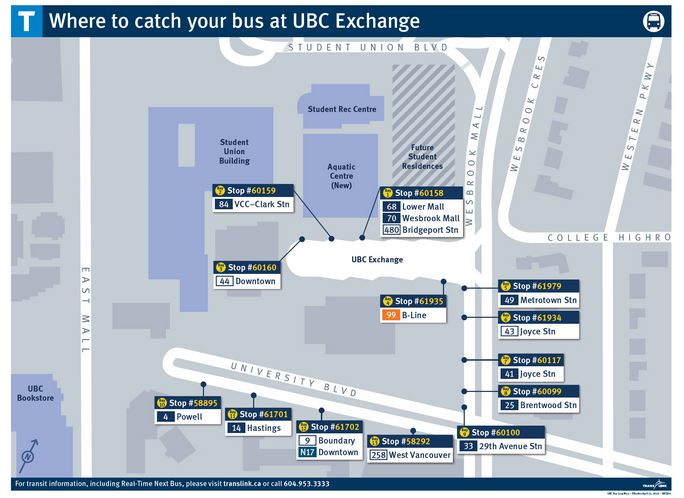 T Where to catch your bus at UBC Exchange
STUDENT UNION BLVD
WESBROOK MALL
WESBROOK CRES
WESTERN PKWY
Student Rec Centre
Student
Union
Building
Aquatic
Centre
(New)
Future
Student
Residences
Stop #60159
84 VCC–Clark Stn
Stop #60158
68 Lower Mall
70 Wesbrook Mall
480 Bridgeport Stn
COLLEGE HIGHRO
UBC Exchange
Stop #60160
44 Downtown
EAST MALL
Stop #61935
99 B-Line
Stop #61979
49 Metrotown Stn
Stop #61934
43 Joyce Stn
Stop #60117
41 Joyce Stn
Stop #60099
25 Brentwood Stn
UNIVERSITY BLVD
UBC
Bookstore
Stop #58895
4 Powell
Stop #61701
14 Hastings
Stop #61702
9 Boundary
N17 Downtown
Stop #58292
258 West Vancouver
Stop #60100
33 29th Avenue Stn
N
For transit information, including Real-Time Next Bus, please visit translink.ca or call 604.953.3333
TRANS LINK